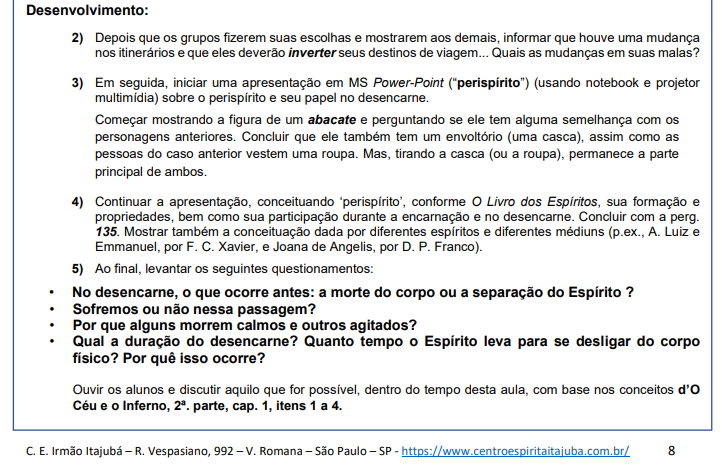 Desenvolvimento:
2) Depois que os grupos fizerem suas escolhas e mostrarem aos demais, informar que houve uma mudança
nos itinerários e que eles deverão inverter seus destinos de viagem... Quais as mudanças em suas malas?
3) Em seguida, iniciar uma apresentação em MS Power-Point (“perispírito”) (usando notebook e projetor
multimídia) sobre o perispírito e seu papel no desencarne.
Começar mostrando a figura de um abacate e perguntando se ele tem alguma semelhança com os
personagens anteriores. Concluir que ele também tem um envoltório (uma casca), assim como as
pessoas do caso anterior vestem uma roupa. Mas, tirando a casca (ou a roupa), permanece a parte
principal de ambos.
4) Continuar a apresentação, conceituando ‘perispírito’, conforme O Livro dos Espíritos, sua formação e
propriedades, bem como sua participação durante a encarnação e no desencarne. Concluir com a perg.
135. Mostrar também a conceituação dada por diferentes espíritos e diferentes médiuns (p.ex., A. Luiz e
Emmanuel, por F. C. Xavier, e Joana de Angelis, por D. P. Franco).
5) Ao final, levantar os seguintes questionamentos:
• No desencarne, o que ocorre antes: a morte do corpo ou a separação do Espírito ?
• Sofremos ou não nessa passagem?
• Por que alguns morrem calmos e outros agitados?
• Qual a duração do desencarne? Quanto tempo o Espírito leva para se desligar do corpo
físico? Por quê isso ocorre?
Ouvir os alunos e discutir aquilo que for possível, dentro do tempo desta aula, com base nos conceitos d’O
Céu e o Inferno, 2ª. parte, cap. 1, itens 1 a 4.
C. E. Irmão Itajubá – R. Vespasiano, 992 – V. Romana – São Paulo – SP - https://www.centroespiritaitajuba.com.br/ 8